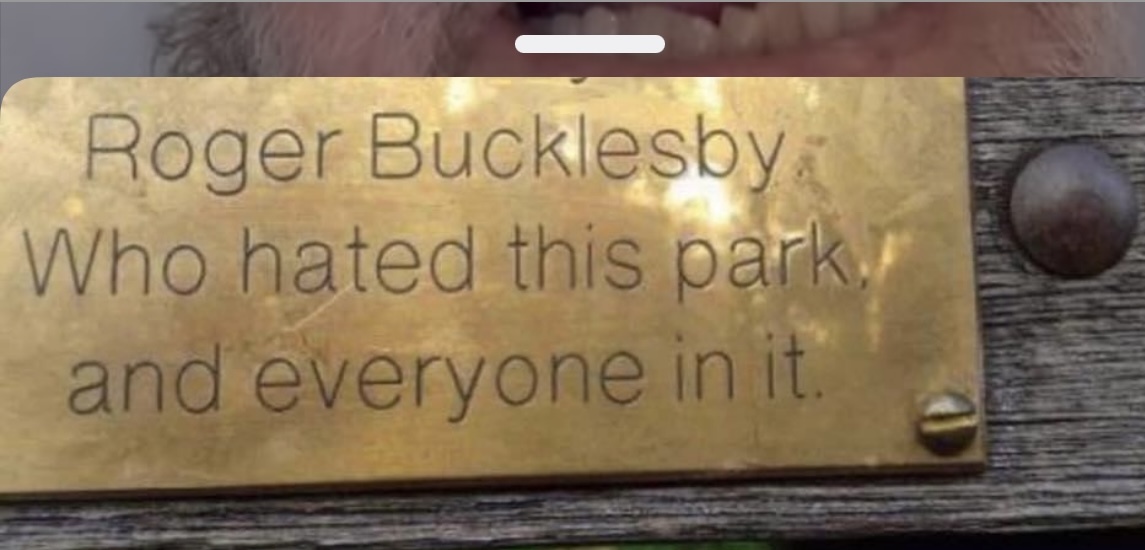 Roger Bucklesby.
Who hated this park,
and everyone in it.